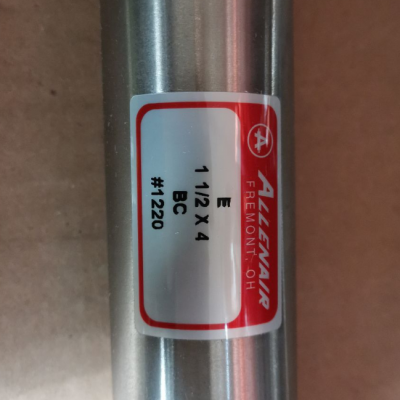 ALLENAIR
FREMONT, OH
E
1 1/2 X 4
BC
#1220